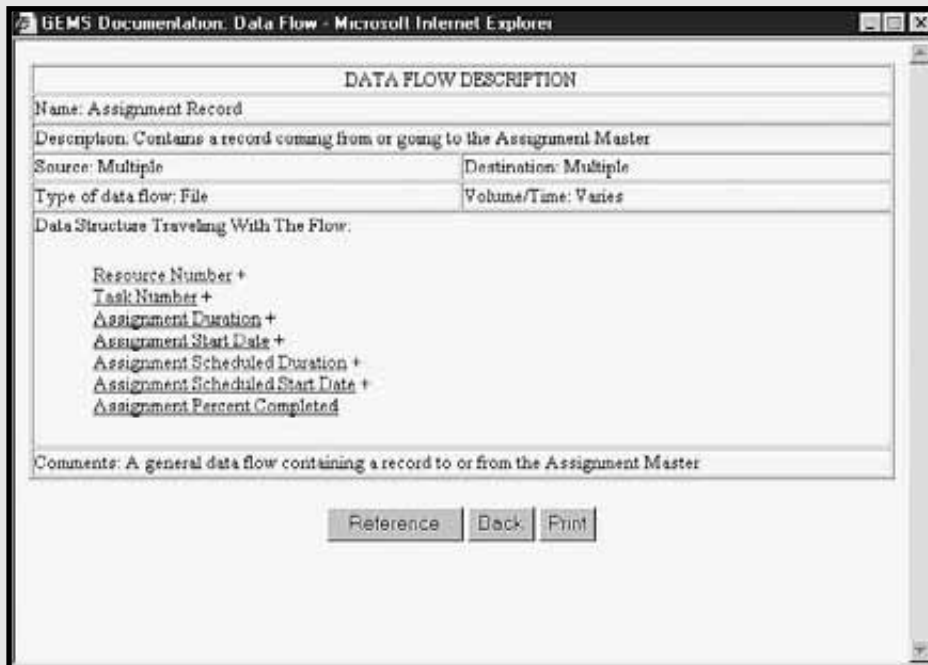 GEMS Documentation: Data Flow - Microsoft Internet Explorer
DATA FLOW DESCRIPTION
Name: Assignment Record
Description: Contains a record coming from or going to the Assignment Master
Source: Multiple
Destination: Multiple
Type of data flow: File
Volume/Time: Varies
Data Structure Traveling With The Flow:
Resource Number +
Task Number +
Assignment Duration +
Assignment Start Date +
Assignment Scheduled Duration +
Assignment Scheduled Start Date +
Assignment Percent Completed
Comments: A general data flow containing a record to or from the Assignment Master
Reference
Back
Print